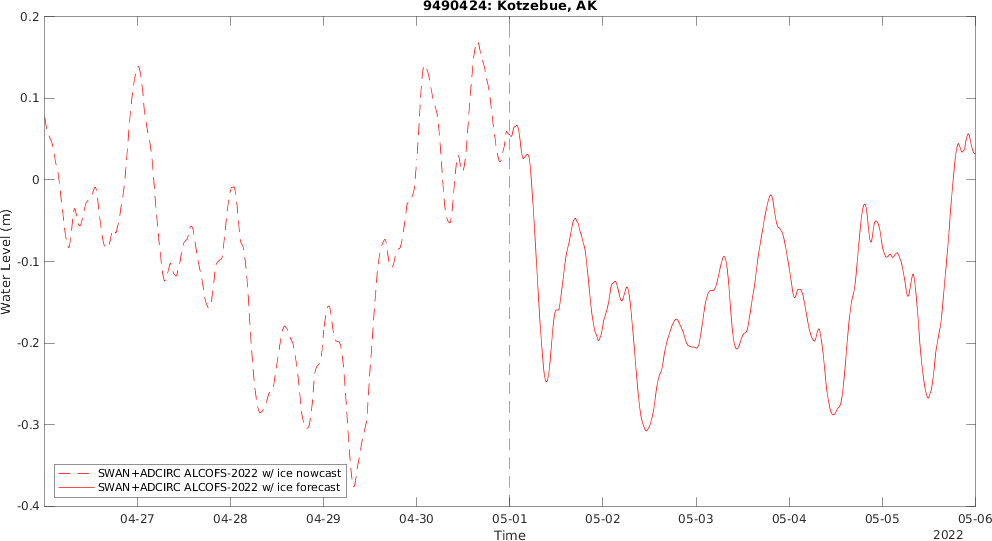 9490424: Kotzebue, AK
0.2
0.1
0
-0.1
-0.2
-0.3
-0.4
Water Level (m)
SWAN+ADCIRC ALCOFS-2022 w/ ice nowcast
SWAN+ADCIRC ALCOFS-2022 w/ ice forecast
04-27 04-28 04-29 04-30 05-01 05-02 05-03 05-04 05-05 05-06
Time
2022